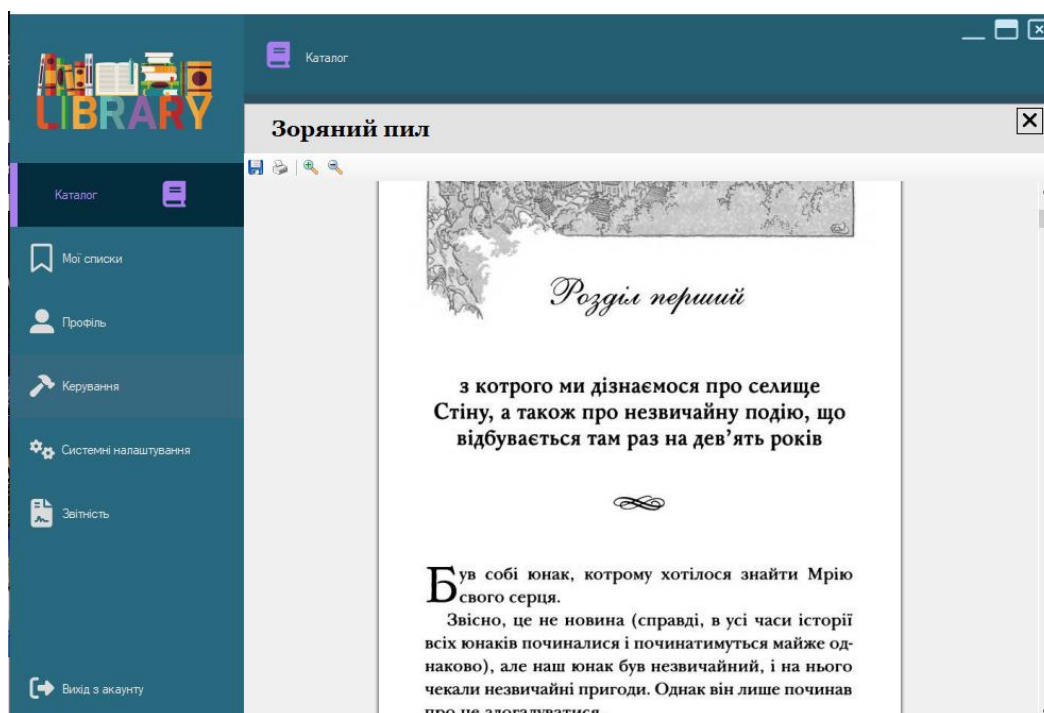 LIBRARY
Каталог
Зоряний пил
Каталог
Мої списки
Профіль
Керування
Системні налаштування
Звітність
Вихід з акаунту
Розділ перший
з котрого ми дізнаємося про селище
Стіну, а також про незвичайну подію, що
відбувається там раз на дев’ять років
Був собі юнак, котрому хотілося знайти Мрію
свого серця.
Звісно, це не новина (справді, в усі часи історії
всіх юнаків починалися і починатимуться майже од-
наково), але наш юнак був незвичайний, і на нього
чекали незвичайні пригоди. Однак він лише починав
про це здогадуватися.